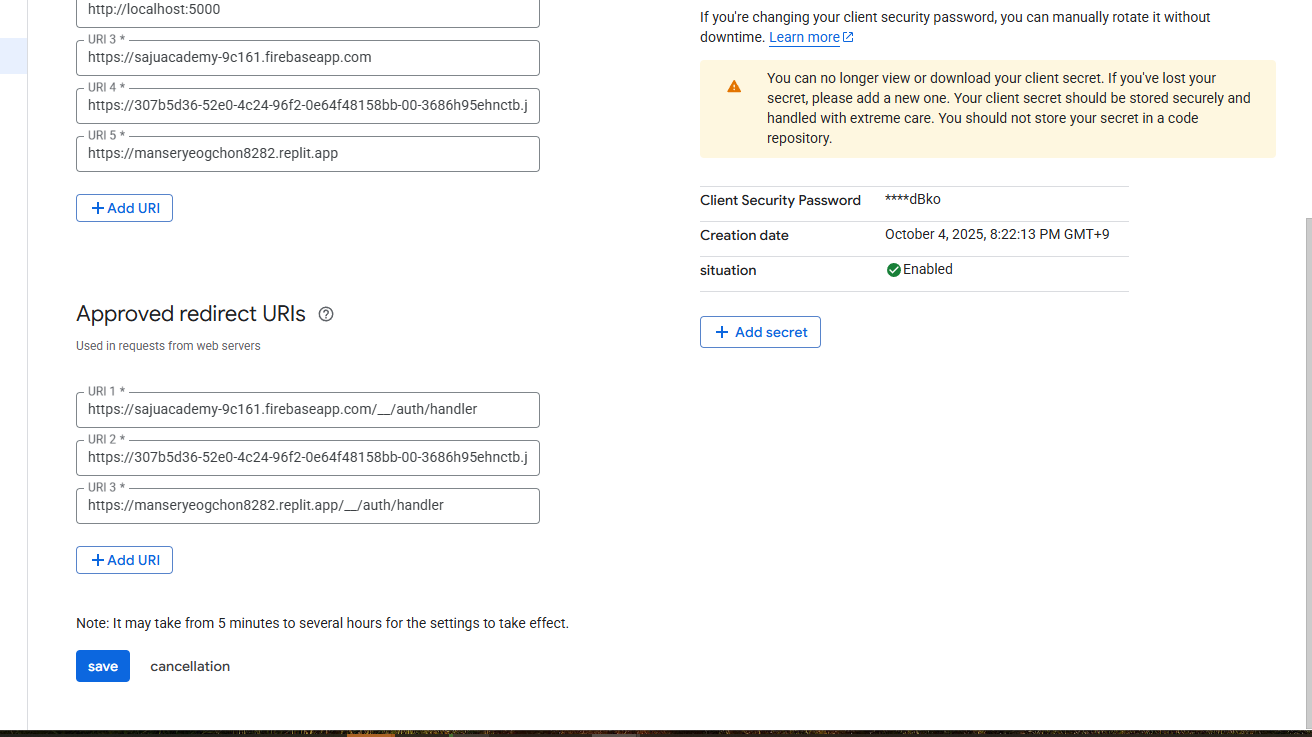 http://localhost:5000
URI 3 *
https://sajuacademy-9c161.firebaseapp.com
URI 4 *
https://307b5d36-52e0-4c24-96f2-0e64f48158bb-00-3686h95ehnctb.j
URI 5 *
https://manseryeogchon8282.replit.app
+ Add URI
Approved redirect URIs
Used in requests from web servers
URI 1 *
https://sajuacademy-9c161.firebaseapp.com/__/auth/handler
URI 2 *
https://307b5d36-52e0-4c24-96f2-0e64f48158bb-00-3686h95ehnctb.j
URI 3 *
https://manseryeogchon8282.replit.app/__/auth/handler
+ Add URI
Note: It may take from 5 minutes to several hours for the settings to take effect.
save cancellation
If you're changing your client security password, you can manually rotate it without
downtime. Learn more
You can no longer view or download your client secret. If you've lost your
secret, please add a new one. Your client secret should be stored securely and
handled with extreme care. You should not store your secret in a code
repository.
Client Security Password ****dBko
Creation date October 4, 2025, 8:22:13 PM GMT+9
situation Enabled
+ Add secret